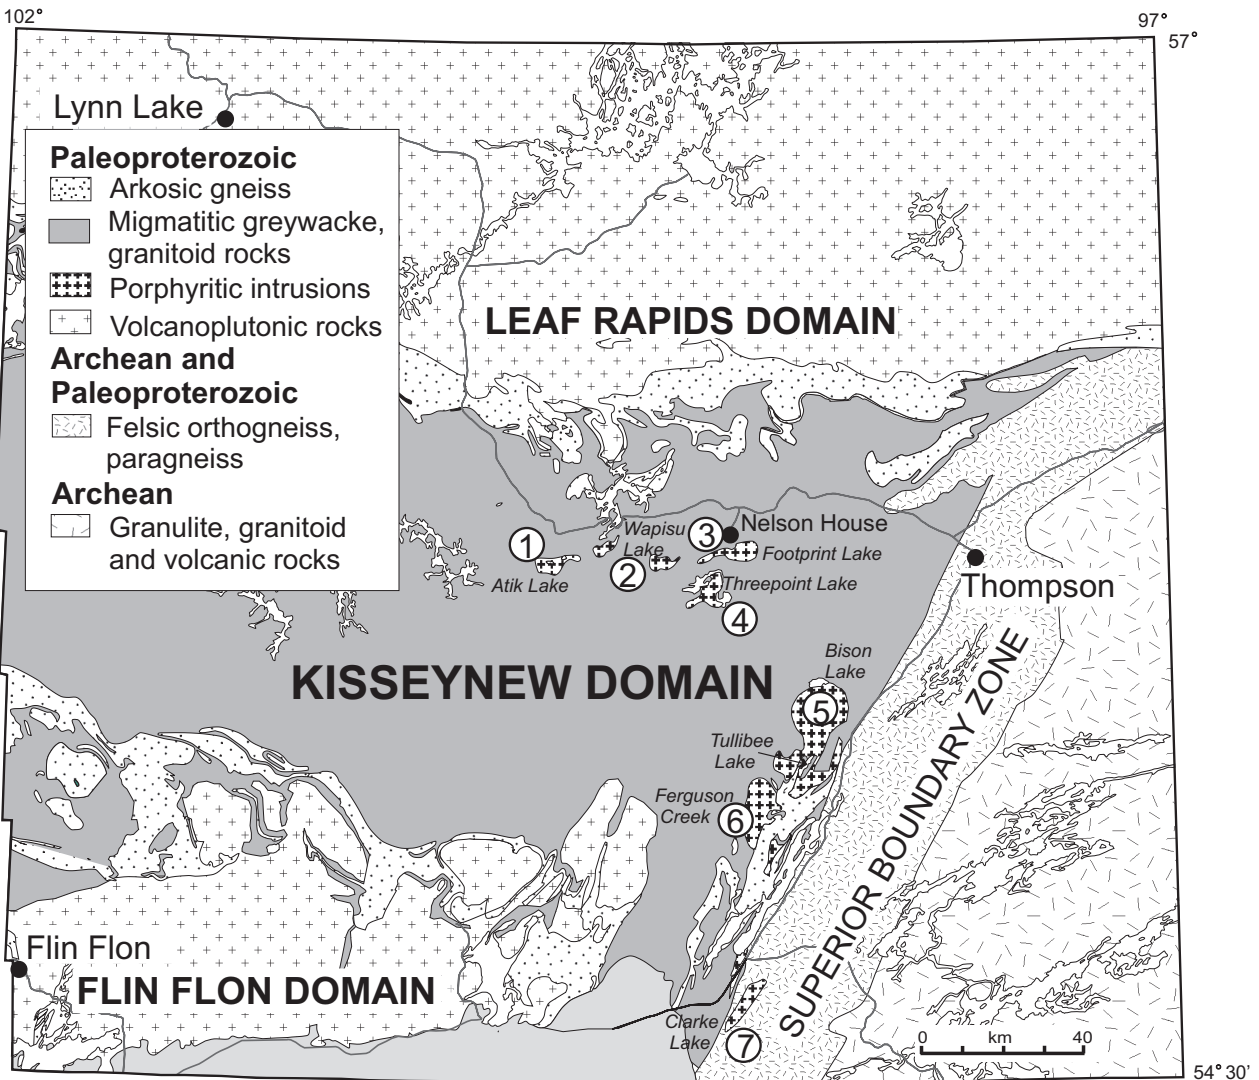 102°
97°
57°
Lynn Lake
Paleoproterozoic
Arkosic gneiss
Migmatitic greywacke,
granitoid rocks
Porphyritic intrusions
Volcanoplutonic rocks
Archean and
Paleoproterozoic
Felsic orthogneiss,
paragneiss
Archean
Granulite, granitoid
and volcanic rocks
LEAF RAPIDS DOMAIN
1
Atik Lake
Wapisu
Lake
2
3
Nelson House
Footprint Lake
Threepoint Lake
4
Thompson
KISSEYNEW DOMAIN
Bison
Lake
5
Tullibee
Lake
Ferguson
Creek
6
SUPERIOR BOUNDARY ZONE
Flin Flon
FLIN FLON DOMAIN
Clarke
Lake
7
0 km 40
54° 30'